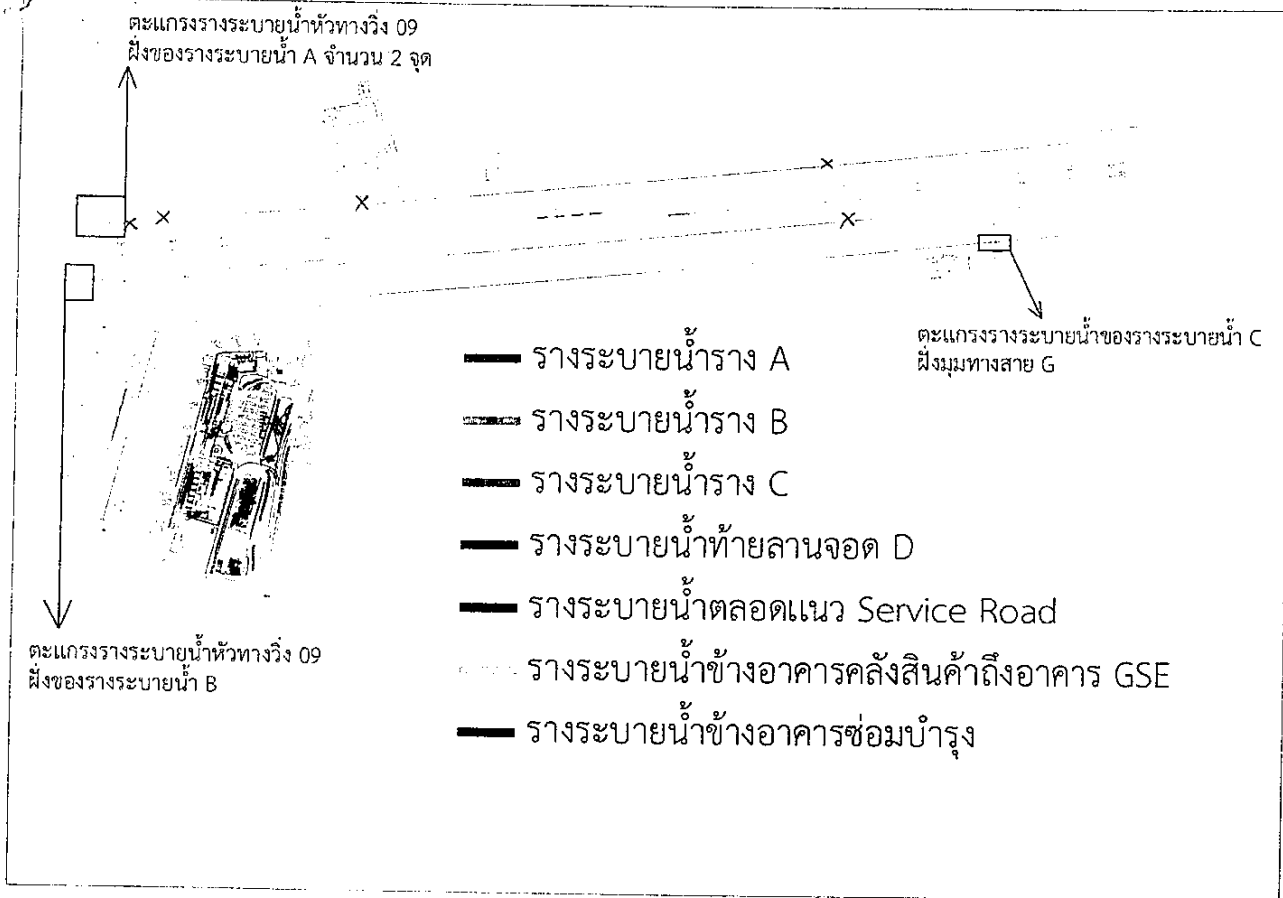 ตะแกรงรางระบายน้ำหัวทางวิ่ง 09
ฝั่งของรางระบายน้ำ A จำนวน 2 จุด
ตะแกรงรางระบายน้ำของรางระบายน้ำ C
ฝั่งมุมทางสาย G
รางระบายน้ำราง A
รางระบายน้ำราง B
รางระบายน้ำราง C
รางระบายน้ำท้ายลานจอด D
รางระบายน้ำตลอดแนว Service Road
รางระบายน้ำข้างอาคารคลังสินค้าถึงอาคาร GSE
รางระบายน้ำข้างอาคารซ่อมบำรุง
ตะแกรงรางระบายน้ำหัวทางวิ่ง 09
ฝั่งของรางระบายน้ำ B